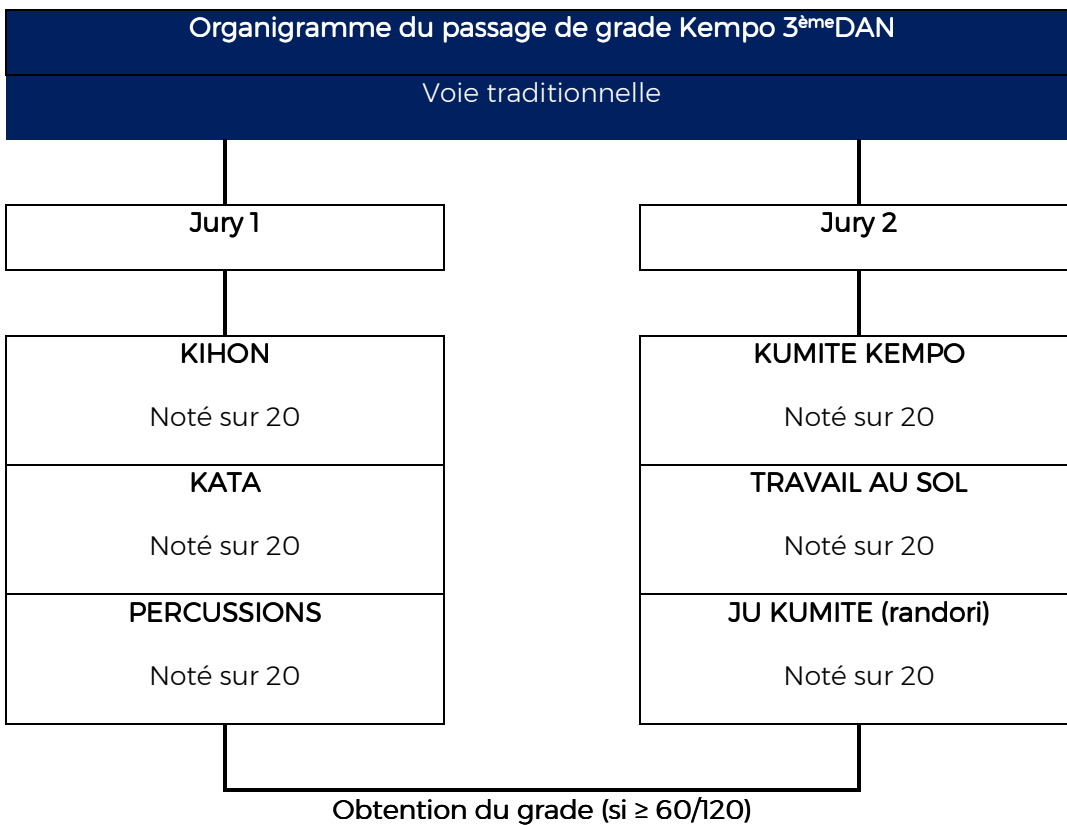 Organigramme du passage de grade Kempo 3èmeDAN
Voie traditionnelle
Jury 1
KIHON
Noté sur 20
KATA
Noté sur 20
PERCUSSIONS
Noté sur 20
Jury 2
KUMITE KEMPO
Noté sur 20
TRAVAIL AU SOL
Noté sur 20
JU KUMITE (randori)
Noté sur 20
Obtention du grade (si ≥ 60/120)